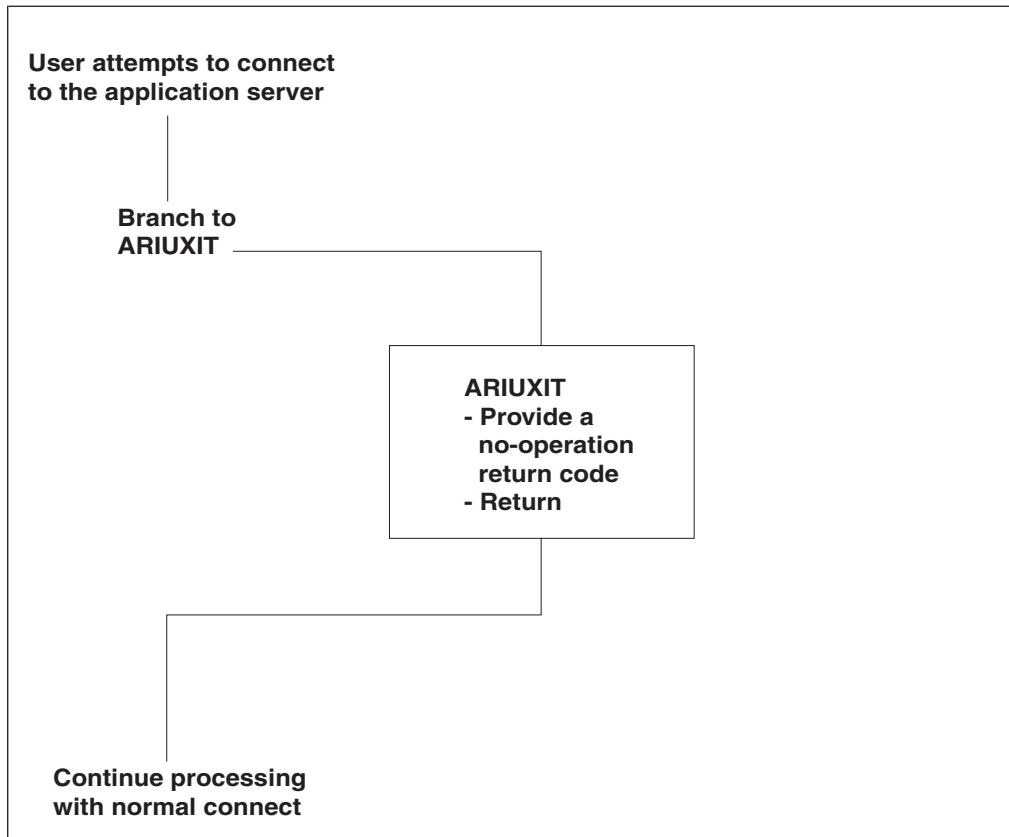 User attempts to connect
to the application server
Branch to
ARIUXIT
ARIUXIT
- Provide a
no-operation
return code
- Return
Continue processing
with normal connect